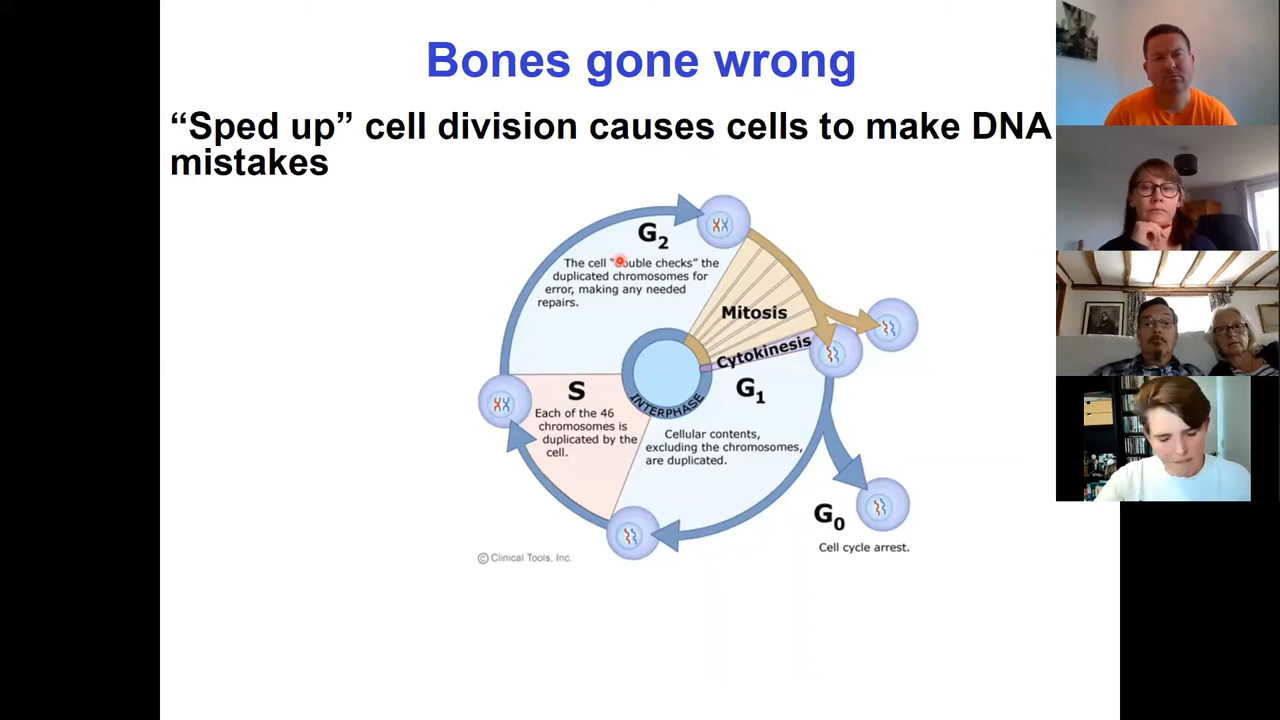 Bones gone wrong
“Sped up” cell division causes cells to make DNA
mistakes
G2
The cell “double checks” the
duplicated chromosomes for
error, making any needed
repairs.
Mitosis
Cytokinesis
S
Each of the 46
chromosomes is
duplicated by the
cell.
INTERPHASE
G1
Cellular contents,
excluding the chromosomes,
are duplicated.
G0
Cell cycle arrest.
© Clinical Tools, Inc.